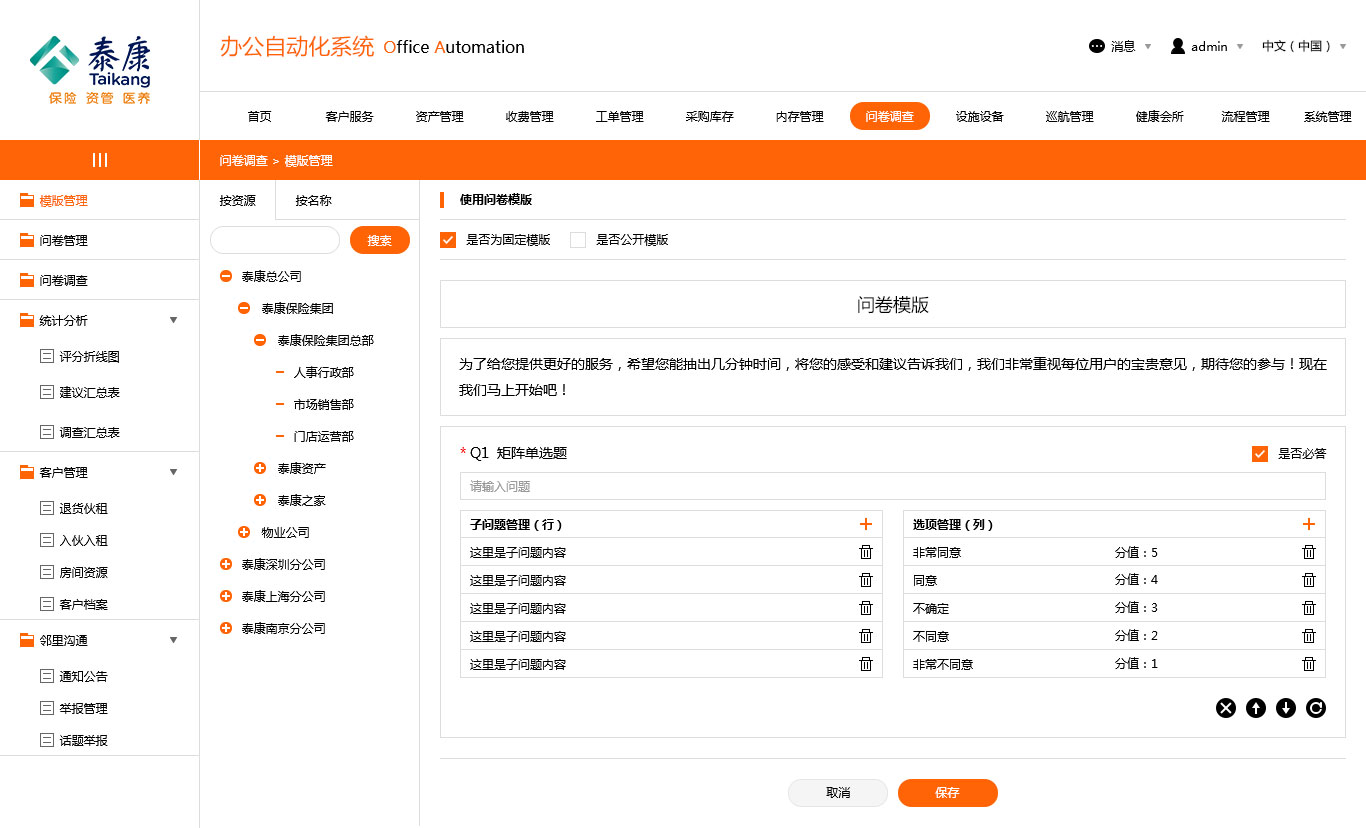 泰康
Taikang
保险 资管 医养
办公自动化系统 Office Automation
消息
admin
中文（中国）
首页 客户服务 资产管理 收费管理 工单管理 采购库存 内存管理 问卷调查 设施设备 巡航管理 健康会所 流程管理 系统管理
问卷调查 > 模版管理
模版管理
问卷管理
问卷调查
统计分析
评分折线图
建议汇总表
调查汇总表
客户管理
退货伙租
入伙入租
房间资源
客户档案
邻里沟通
通知公告
举报管理
话题举报
按资源 按名称
搜索
泰康总公司
泰康保险集团
泰康保险集团总部
人事行政部
市场销售部
门店运营部
泰康资产
泰康之家
物业公司
泰康深圳分公司
泰康上海分公司
泰康南京分公司
使用问卷模版
是否为固定模版 是否公开模版
问卷模版
为了给您提供更好的服务，希望您能抽出几分钟时间，将您的感受和建议告诉我们，我们非常重视每位用户的宝贵意见，期待您的参与！现在
我们马上开始吧！
* Q1 矩阵单选题 是否必答
请输入问题
子问题管理（行）
这里是子问题内容
这里是子问题内容
这里是子问题内容
这里是子问题内容
这里是子问题内容
选项管理（列）
非常同意 分值：5
同意 分值：4
不确定 分值：3
不同意 分值：2
非常不同意 分值：1
取消 保存